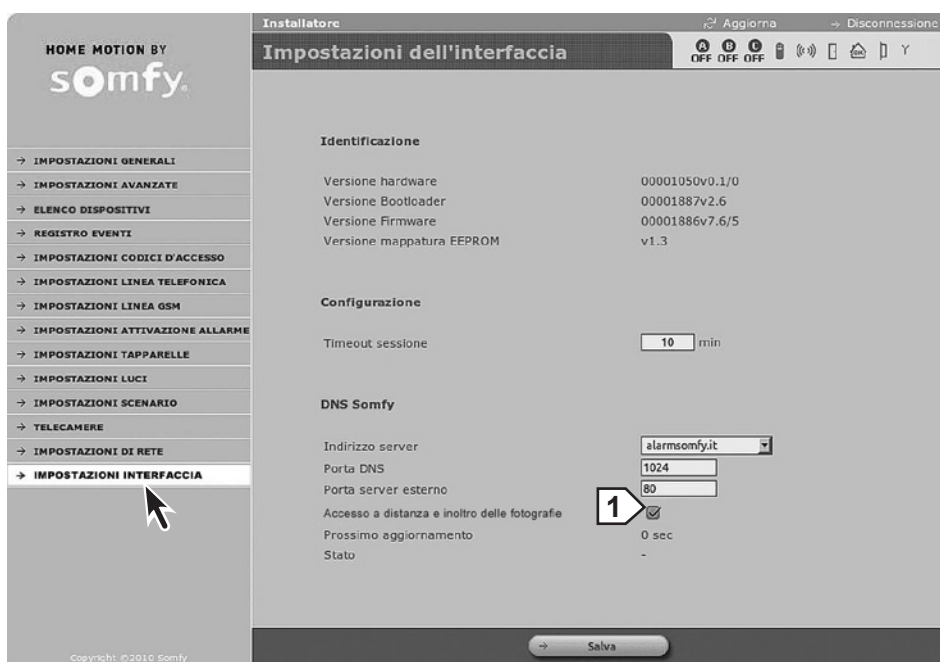 Installatore
Aggiorna
→ Disconnessione
HOME MOTION BY
somfy.
Impostazioni dell'interfaccia
A B C
OFF OFF OFF
Identificazione
→ IMPOSTAZIONI GENERALI
→ IMPOSTAZIONI AVANZATE
→ ELENCO DISPOSITIVI
→ REGISTRO EVENTI
→ IMPOSTAZIONI CODICI D'ACCESSO
→ IMPOSTAZIONI LINEA TELEFONICA
→ IMPOSTAZIONI LINEA GSM
→ IMPOSTAZIONI ATTIVAZIONE ALLARME
→ IMPOSTAZIONI TAPPARELLE
→ IMPOSTAZIONI LUCI
→ IMPOSTAZIONI SCENARIO
→ TELECAMERE
→ IMPOSTAZIONI DI RETE
→ IMPOSTAZIONI INTERFACCIA
Versione hardware 00001050v0.1/0
Versione Bootloader 00001887v2.6
Versione Firmware 00001886v7.6/5
Versione mappatura EEPROM v1.3
Configurazione
Timeout sessione 10 min
DNS Somfy
Indirizzo server alarmsomfy.it
Porta DNS 1024
Porta server esterno 80
Accesso a distanza e inoltro delle fotografie 1
Prossimo aggiornamento 0 sec
Stato -
→ Salva
Copyright ©2010 Somfy